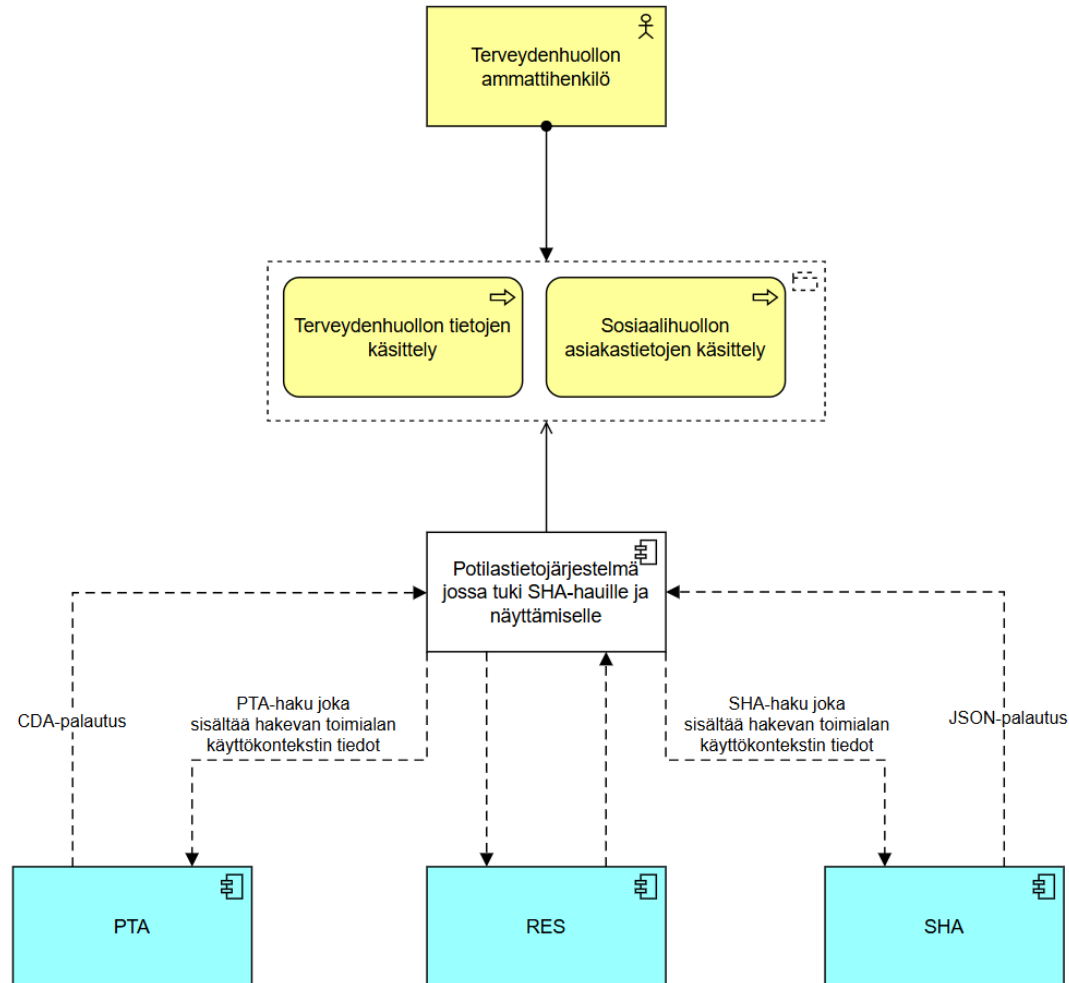 Terveydenhuollon
ammattihenkilö
Terveydenhuollon tietojen
käsittely
Sosiaalihuollon
asiakastietojen käsittely
Potilastietojärjestelmä
jossa tuki SHA-hauille ja
näyttämiselle
CDA-palautus
PTA-haku joka
sisältää hakevan toimialan
käyttökontekstin tiedot
SHA-haku joka
sisältää hakevan toimialan
käyttökontekstin tiedot
JSON-palautus
PTA
RES
SHA